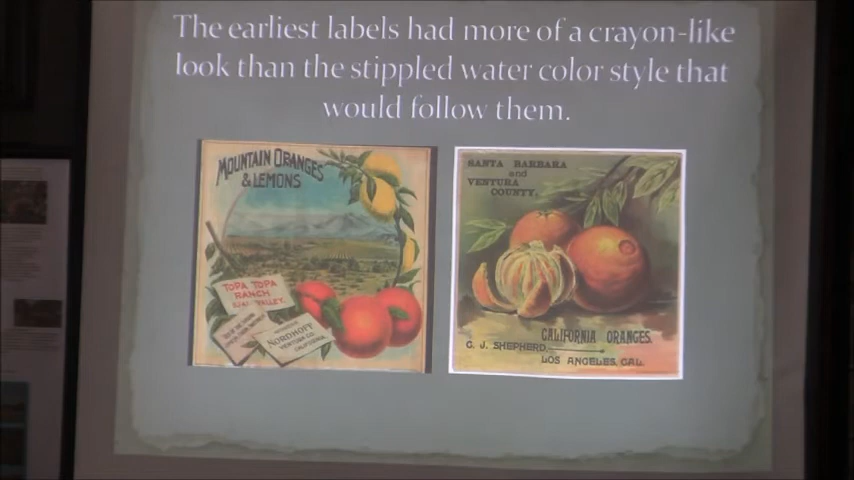 The earliest labels had more of a crayon-like
look than the stippled water color style that
would follow them.
MOUNTAIN ORANGES
& LEMONS
TOPA TOPA
RANCH
VALLEY.
NORDHOFF
VENTURA CO.
CALIFORNIA.
SANTA BARBARA
and
VENTURA
COUNTY.
CALIFORNIA ORANGES.
C. J. SHEPHERD,
LOS ANGELES, CAL.